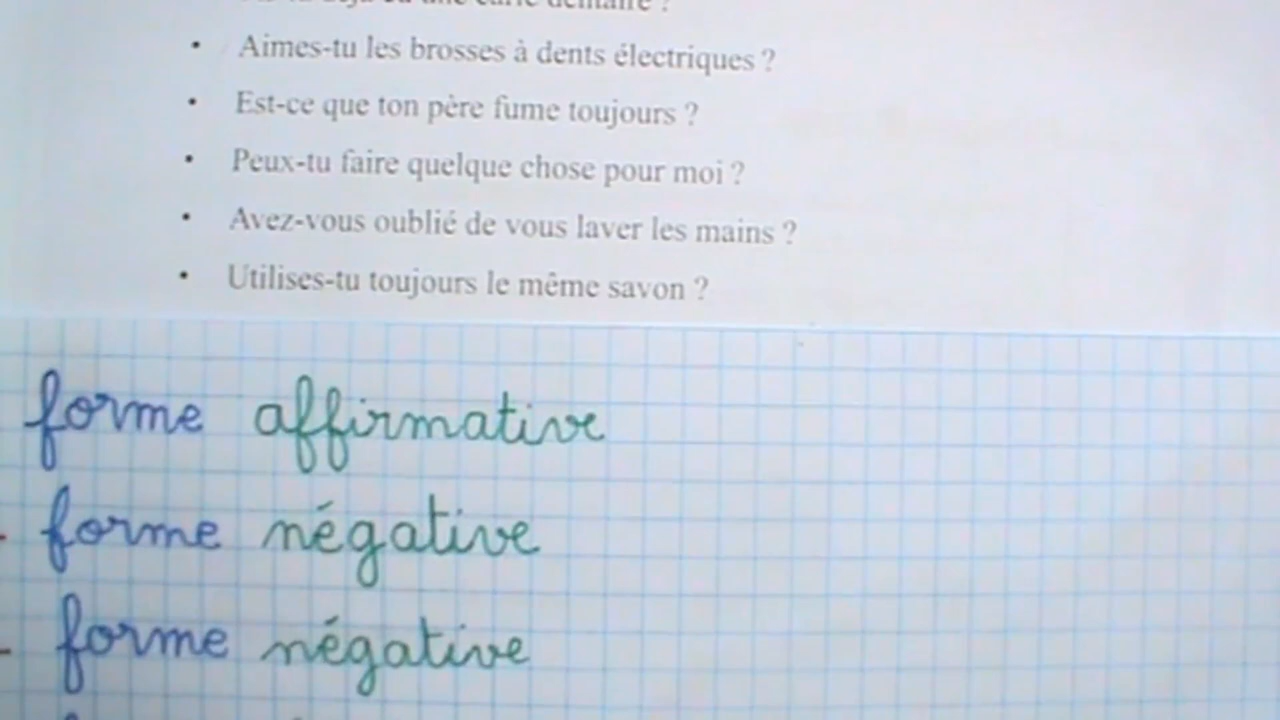 • Aimes-tu les brosses à dents électriques ?
• Est-ce que ton père fume toujours ?
• Peux-tu faire quelque chose pour moi ?
• Avez-vous oublié de vous laver les mains ?
• Utilises-tu toujours le même savon ?
forme affirmative
- forme négative
- forme négative